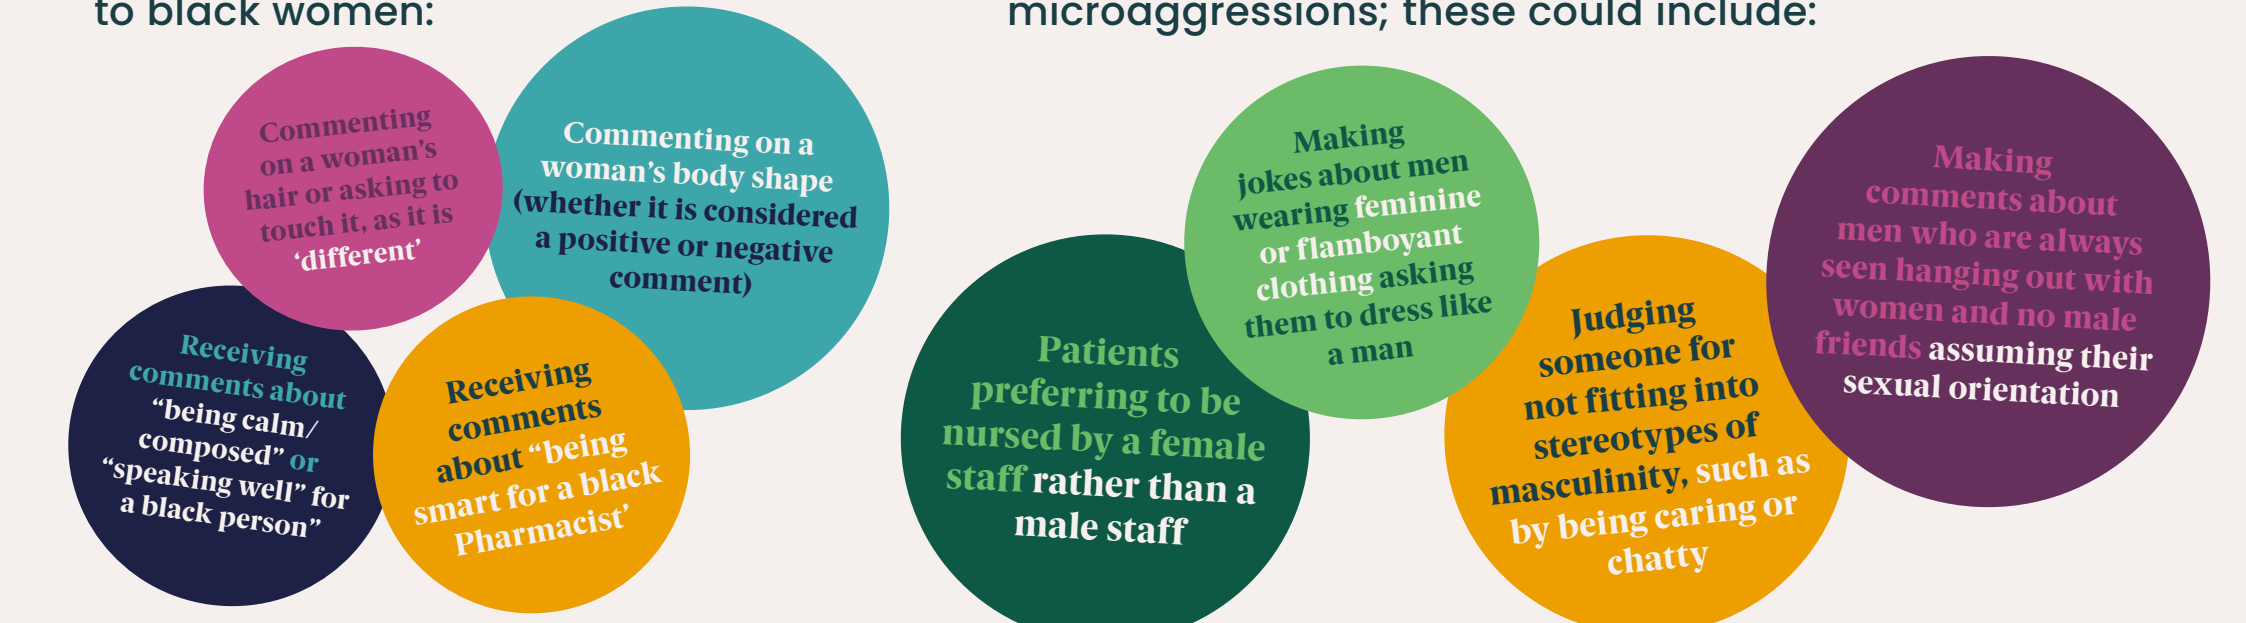 to black women:
Commenting
on a woman’s
hair or asking to
touch it, as it is
‘different’
Commenting on a
woman’s body shape
(whether it is considered
a positive or negative
comment)
Receiving
comments about
“being calm/
composed” or
“speaking well” for
a black person”
Receiving
comments
about “being
smart for a black
Pharmacist’
microaggressions; these could include:
Patients
preferring to be
nursed by a female
staff rather than a
male staff
Making
jokes about men
wearing feminine
or flamboyant
clothing asking
them to dress like
a man
Judging
someone for
not fitting into
stereotypes of
masculinity, such as
by being caring or
chatty
Making
comments about
men who are always
seen hanging out with
women and no male
friends assuming their
sexual orientation